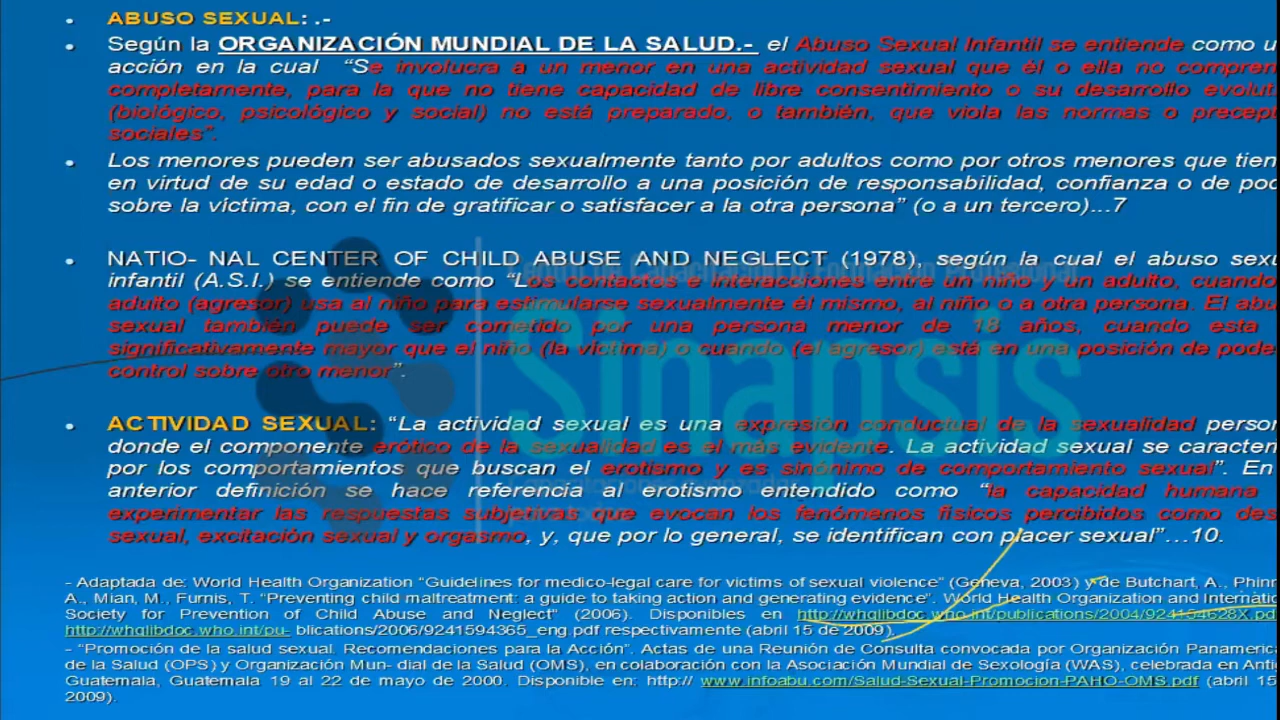 ABUSO SEXUAL: .-
Según la ORGANIZACIÓN MUNDIAL DE LA SALUD.- el Abuso Sexual Infantil se entiende como u
acción en la cual “Se involucra a un menor en una actividad sexual que él o ella no compren
completamente, para la que no tiene capacidad de libre consentimiento o su desarrollo evolut
(biológico, psicológico y social) no está preparado, o también, que viola las normas o precep
sociales”.
Los menores pueden ser abusados sexualmente tanto por adultos como por otros menores que tien
en virtud de su edad o estado de desarrollo a una posición de responsabilidad, confianza o de pod
sobre la víctima, con el fin de gratificar o satisfacer a la otra persona” (o a un tercero)...7
NATIO- NAL CENTER OF CHILD ABUSE AND NEGLECT (1978), según la cual el abuso sexu
infantil (A.S.I.) se entiende como “Los contactos e interacciones entre un niño y un adulto, cuando
adulto (agresor) usa al niño para estimularse sexualmente él mismo, al niño o a otra persona. El abu
sexual también puede ser cometido por una persona menor de 18 años, cuando esta
significativamente mayor que el niño (la víctima) o cuando (el agresor) está en una posición de pode
control sobre otro menor”.
Sinapsis
ACTIVIDAD SEXUAL: “La actividad sexual es una expresión conductual de la sexualidad person
donde el componente erótico de la sexualidad es el más evidente. La actividad sexual se caracteri
por los comportamientos que buscan el erotismo y es sinónimo de comportamiento sexual”. En
anterior definición se hace referencia al erotismo entendido como “la capacidad humana
experimentar las respuestas subjetivas que evocan los fenómenos físicos percibidos como des
sexual, excitación sexual y orgasmo, y, que por lo general, se identifican con placer sexual”...10.
- Adaptada de: World Health Organization “Guidelines for medico-legal care for victims of sexual violence” (Geneva, 2003) y de Butchart, A., Phinn
A., Mian, M., Furnis, T. “Preventing child maltreatment: a guide to taking action and generating evidence”. World Health Organization and Internatio
Society for Prevention of Child Abuse and Neglect” (2006). Disponibles en http://whqlibdoc.who.int/publications/2004/924154628X.pd
http://whqlibdoc.who.int/pu- blications/2006/9241594365_eng.pdf respectivamente (abril 15 de 2009).
- “Promoción de la salud sexual. Recomendaciones para la Acción”. Actas de una Reunión de Consulta convocada por Organización Panameric
de la Salud (OPS) y Organización Mun- dial de la Salud (OMS), en colaboración con la Asociación Mundial de Sexología (WAS), celebrada en Antig
Guatemala, Guatemala 19 al 22 de mayo de 2000. Disponible en: http:// www.infoabu.com/Salud-Sexual-Promocion-PAHO-OMS.pdf (abril 15
2009).